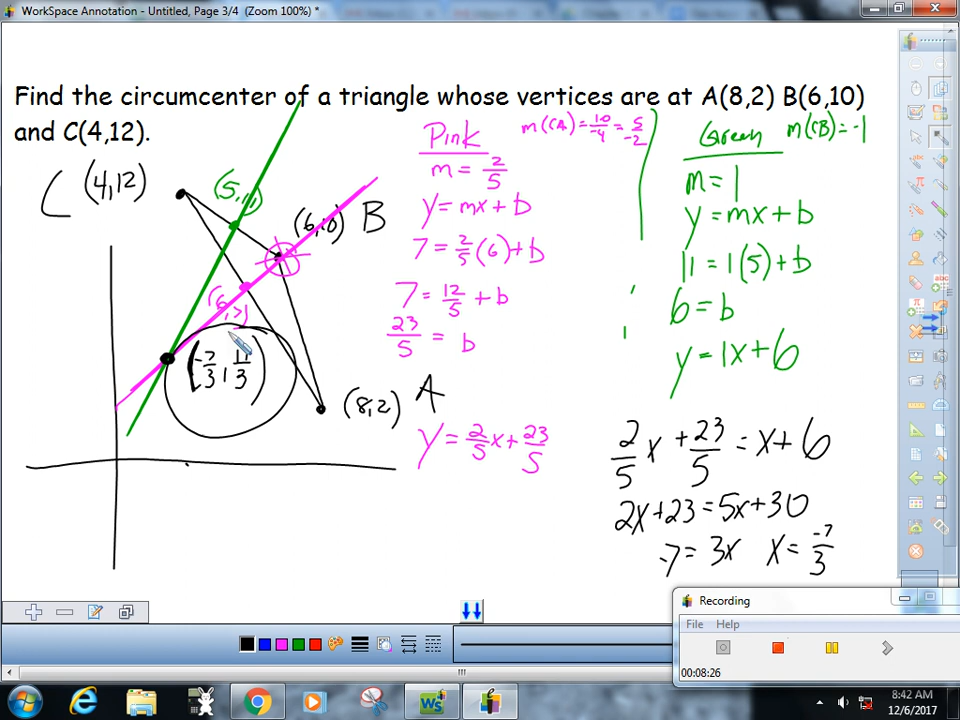 WorkSpace Annotation - Untitled, Page 3/4 (Zoom 100%) *
Find the circumcenter of a triangle whose vertices are at A(8,2) B(6,10)
and C(4,12).
C (4,12)
(5,11)
(6,10) B
(6,7)
(-7/3, 11/3)
(8,2) A
Pink
m(CA) = 10/-4 = 5/-2
m = 2/5
y = mx + b
7 = 2/5 (6) + b
7 = 12/5 + b
23/5 = b
y = 2/5 x + 23/5
Green
m(CB) = -1
m = 1
y = mx + b
11 = 1(5) + b
6 = b
y = 1x + 6
2/5 x + 23/5 = x + 6
2x + 23 = 5x + 30
-7 = 3x x = -7/3
Recording
File Help
00:08:26
abc
WS
8:42 AM
12/6/2017